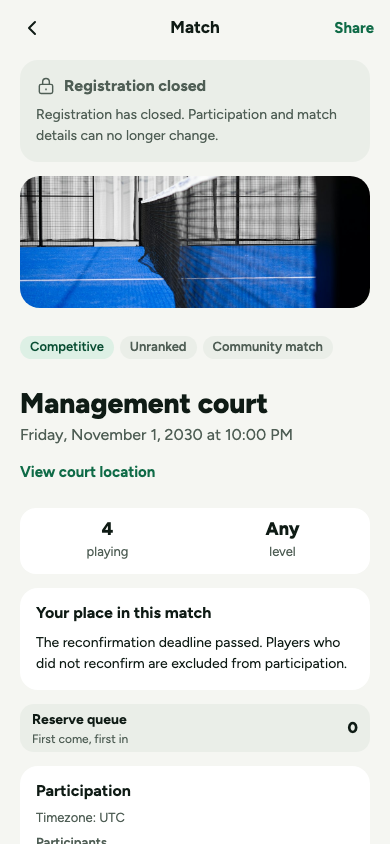 Match
Share
Registration closed
Registration has closed. Participation and match
details can no longer change.
Competitive
Unranked
Community match
Management court
Friday, November 1, 2030 at 10:00 PM
View court location
4
playing
Any
level
Your place in this match
The reconfirmation deadline passed. Players who
did not reconfirm are excluded from participation.
Reserve queue
First come, first in
0
Participation
Timezone: UTC
Participants